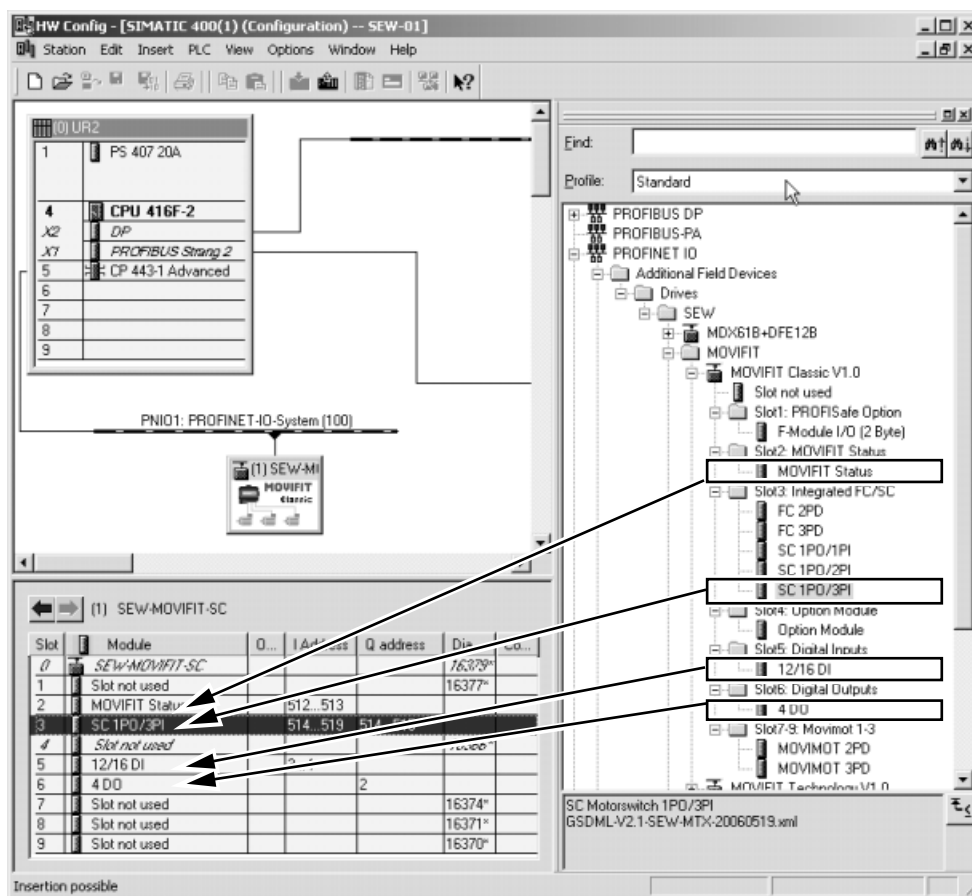 HW Config - [SIMATIC 400(1) (Configuration) -- SEW-01]
Station Edit Insert PLC View Options Window Help
(0) UR2
1 PS 407 20A
4 CPU 416F-2
X2 DP
X1 PROFIBUS Strang 2
5 CP 443-1 Advanced
6
7
8
9
PNIO1: PROFINET-IO-System (100)
(1) SEW-MI
MOVIFIT
Classic
Find:
Profile: Standard
PROFIBUS DP
PROFIBUS-PA
PROFINET IO
Additional Field Devices
Drives
SEW
MDX61B+DFE12B
MOVIFIT
MOVIFIT Classic V1.0
Slot not used
Slot1: PROFISafe Option
F-Module I/O (2 Byte)
Slot2: MOVIFIT Status
MOVIFIT Status
Slot3: Integrated FC/SC
FC 2PD
FC 3PD
SC 1PO/1PI
SC 1PO/2PI
SC 1PO/3PI
Slot4: Option Module
Option Module
Slot5: Digital Inputs
12/16 DI
Slot6: Digital Outputs
4 DO
Slot7-9: Movimot 1-3
MOVIMOT 2PD
MOVIMOT 3PD
MOVIFIT Technology V1.0
SC Motorswitch 1PO/3PI
GSDML-V2.1-SEW-MTX-20060519.xml
(1) SEW-MOVIFIT-SC
Slot Module O... I Address Q address Dia... Co...
0 SEW-MOVIFIT-SC 16379*
1 Slot not used 16377*
2 MOVIFIT Status 512...513
3 SC 1PO/3PI 514...519
4 Slot not used
5 12/16 DI
6 4 DO 2
7 Slot not used 16374*
8 Slot not used 16371*
9 Slot not used 16370*
Insertion possible